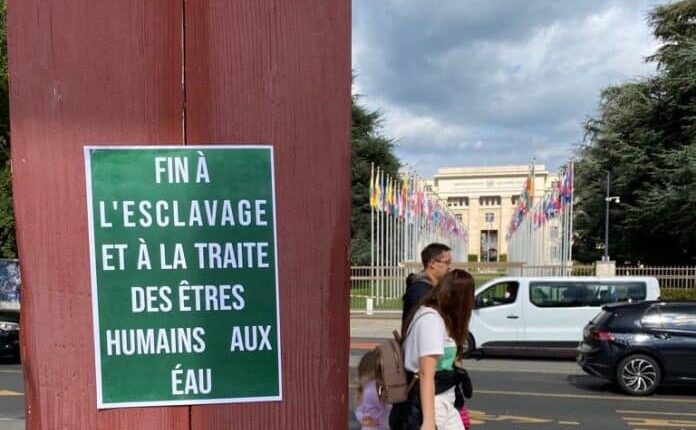 FIN À
L'ESCLAVAGE
ET À LA TRAITE
DES ÊTRES
HUMAINS AUX
ÉAU